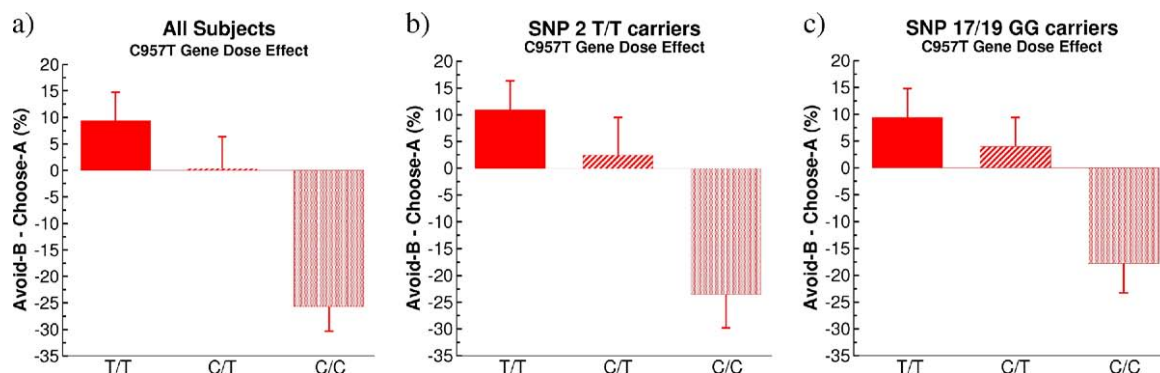 a)
All Subjects
C957T Gene Dose Effect
Avoid-B - Choose-A (%)
20
15
10
5
0
-5
-10
-15
-20
-25
-30
-35
T/T C/T C/C
b)
SNP 2 T/T carriers
C957T Gene Dose Effect
Avoid-B - Choose-A (%)
20
15
10
5
0
-5
-10
-15
-20
-25
-30
-35
T/T C/T C/C
c)
SNP 17/19 GG carriers
C957T Gene Dose Effect
Avoid-B - Choose-A (%)
20
15
10
5
0
-5
-10
-15
-20
-25
-30
-35
T/T C/T C/C